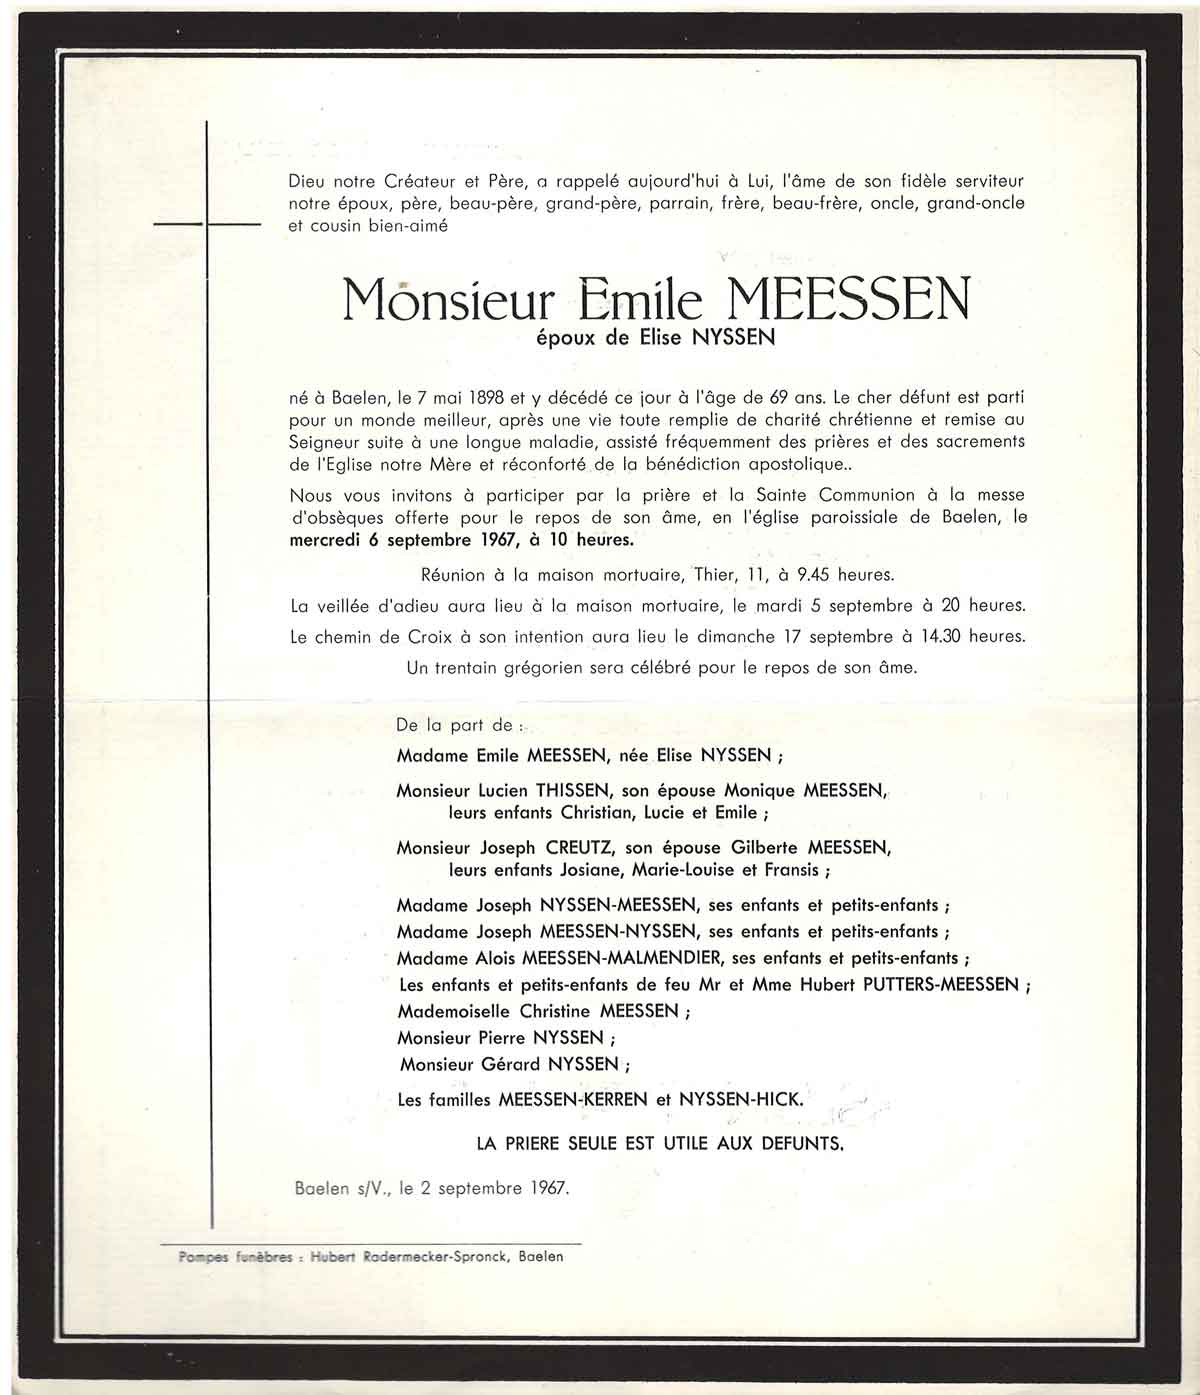 Dieu notre Créateur et Père, a rappelé aujourd'hui à Lui, l'âme de son fidèle serviteur
notre époux, père, beau-père, grand-père, parrain, frère, beau-frère, oncle, grand-oncle
et cousin bien-aimé
Monsieur Emile MEESSEN
époux de Elise NYSSEN
né à Baelen, le 7 mai 1898 et y décédé ce jour à l'âge de 69 ans. Le cher défunt est parti
pour un monde meilleur, après une vie toute remplie de charité chrétienne et remise au
Seigneur suite à une longue maladie, assisté fréquemment des prières et des sacrements
de l'Eglise notre Mère et réconforté de la bénédiction apostolique..
Nous vous invitons à participer par la prière et la Sainte Communion à la messe
d'obsèques offerte pour le repos de son âme, en l'église paroissiale de Baelen, le
mercredi 6 septembre 1967, à 10 heures.
Réunion à la maison mortuaire, Thier, 11, à 9.45 heures.
La veillée d'adieu aura lieu à la maison mortuaire, le mardi 5 septembre à 20 heures.
Le chemin de Croix à son intention aura lieu le dimanche 17 septembre à 14.30 heures.
Un trentain grégorien sera célébré pour le repos de son âme.
De la part de :
Madame Emile MEESSEN, née Elise NYSSEN ;
Monsieur Lucien THISSEN, son épouse Monique MEESSEN,
leurs enfants Christian, Lucie et Emile ;
Monsieur Joseph CREUTZ, son épouse Gilberte MEESSEN,
leurs enfants Josiane, Marie-Louise et Fransis ;
Madame Joseph NYSSEN-MEESSEN, ses enfants et petits-enfants ;
Madame Joseph MEESSEN-NYSSEN, ses enfants et petits-enfants ;
Madame Alois MEESSEN-MALMENDIER, ses enfants et petits-enfants ;
Les enfants et petits-enfants de feu Mr et Mme Hubert PUTTERS-MEESSEN ;
Mademoiselle Christine MEESSEN ;
Monsieur Pierre NYSSEN ;
Monsieur Gérard NYSSEN ;
Les familles MEESSEN-KERREN et NYSSEN-HICK.
LA PRIERE SEULE EST UTILE AUX DEFUNTS.
Baelen s/V., le 2 septembre 1967.
Pompes funèbres : Hubert Radermecker-Spronck, Baelen